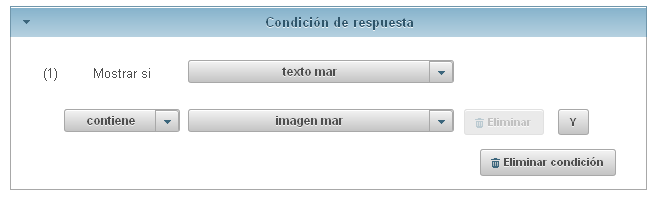 Condición de respuesta
(1) Mostrar si texto mar
contiene imagen mar Eliminar Y
Eliminar condición